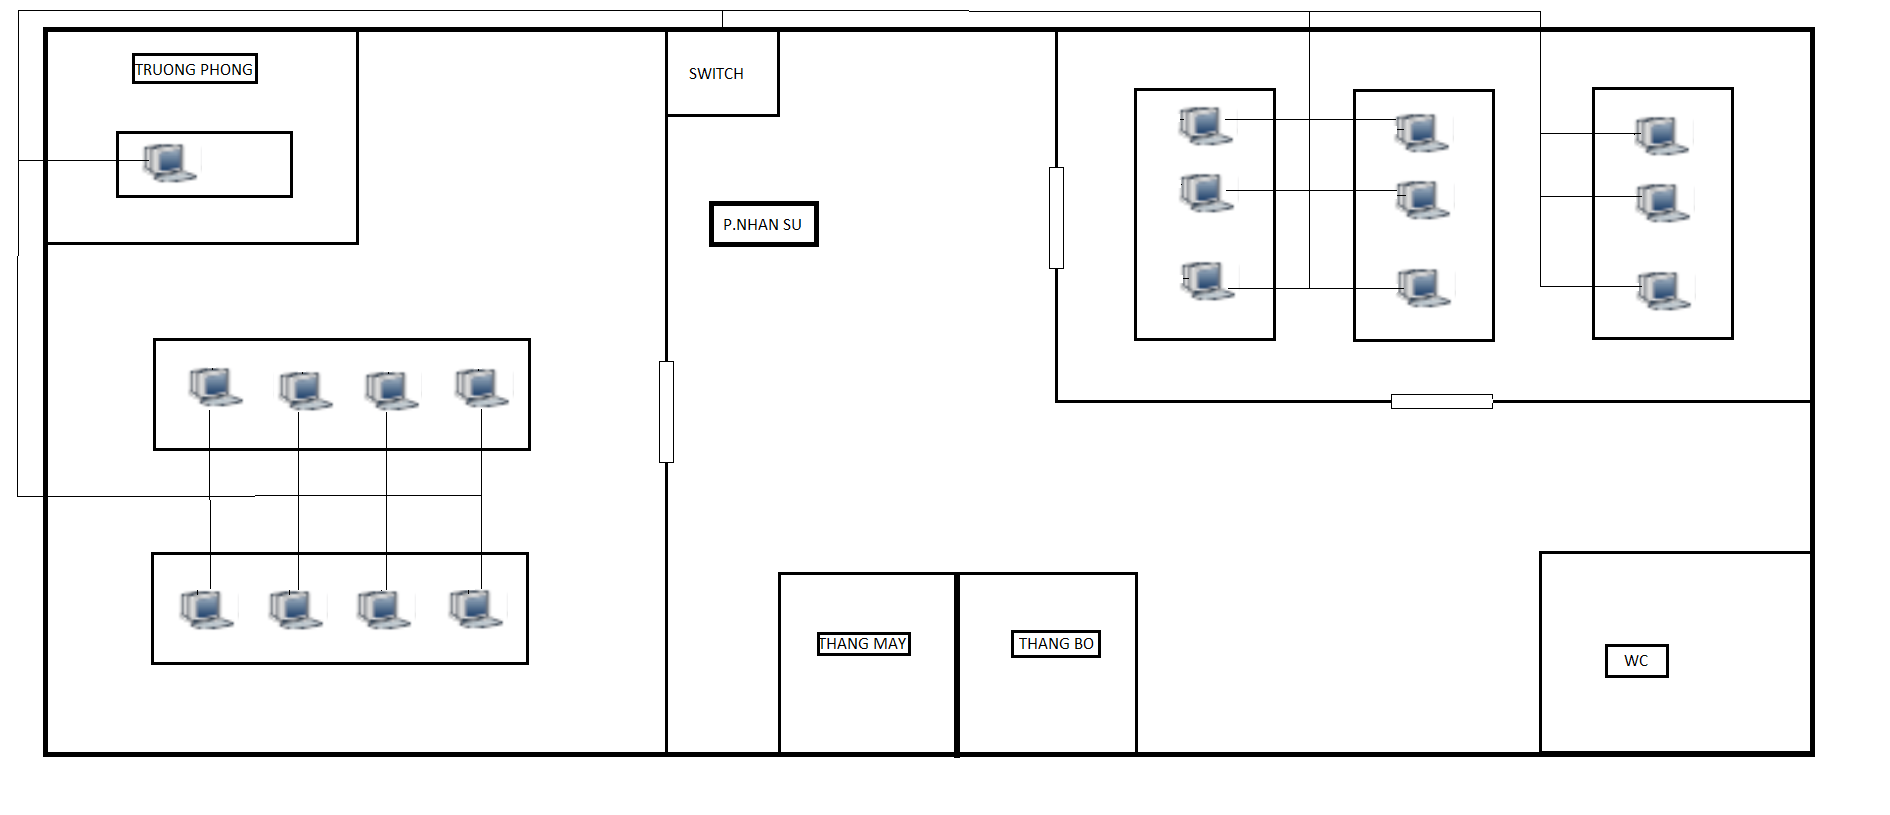 TRUONG PHONG
SWITCH
P.NHAN SU
THANG MAY
THANG BO
WC